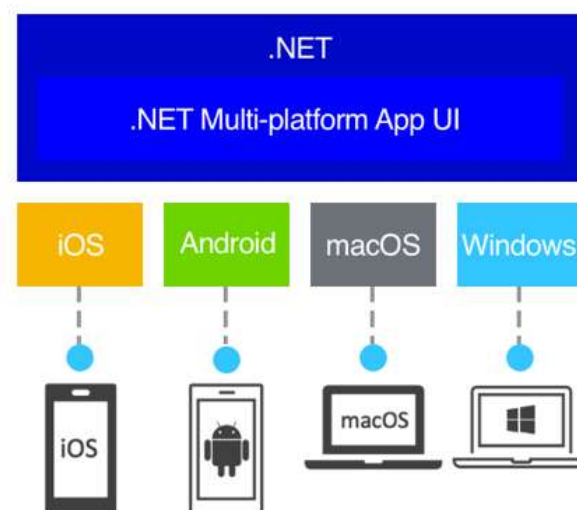 .NET
.NET Multi-platform App UI
iOS
Android
macOS
Windows
iOS
macOS